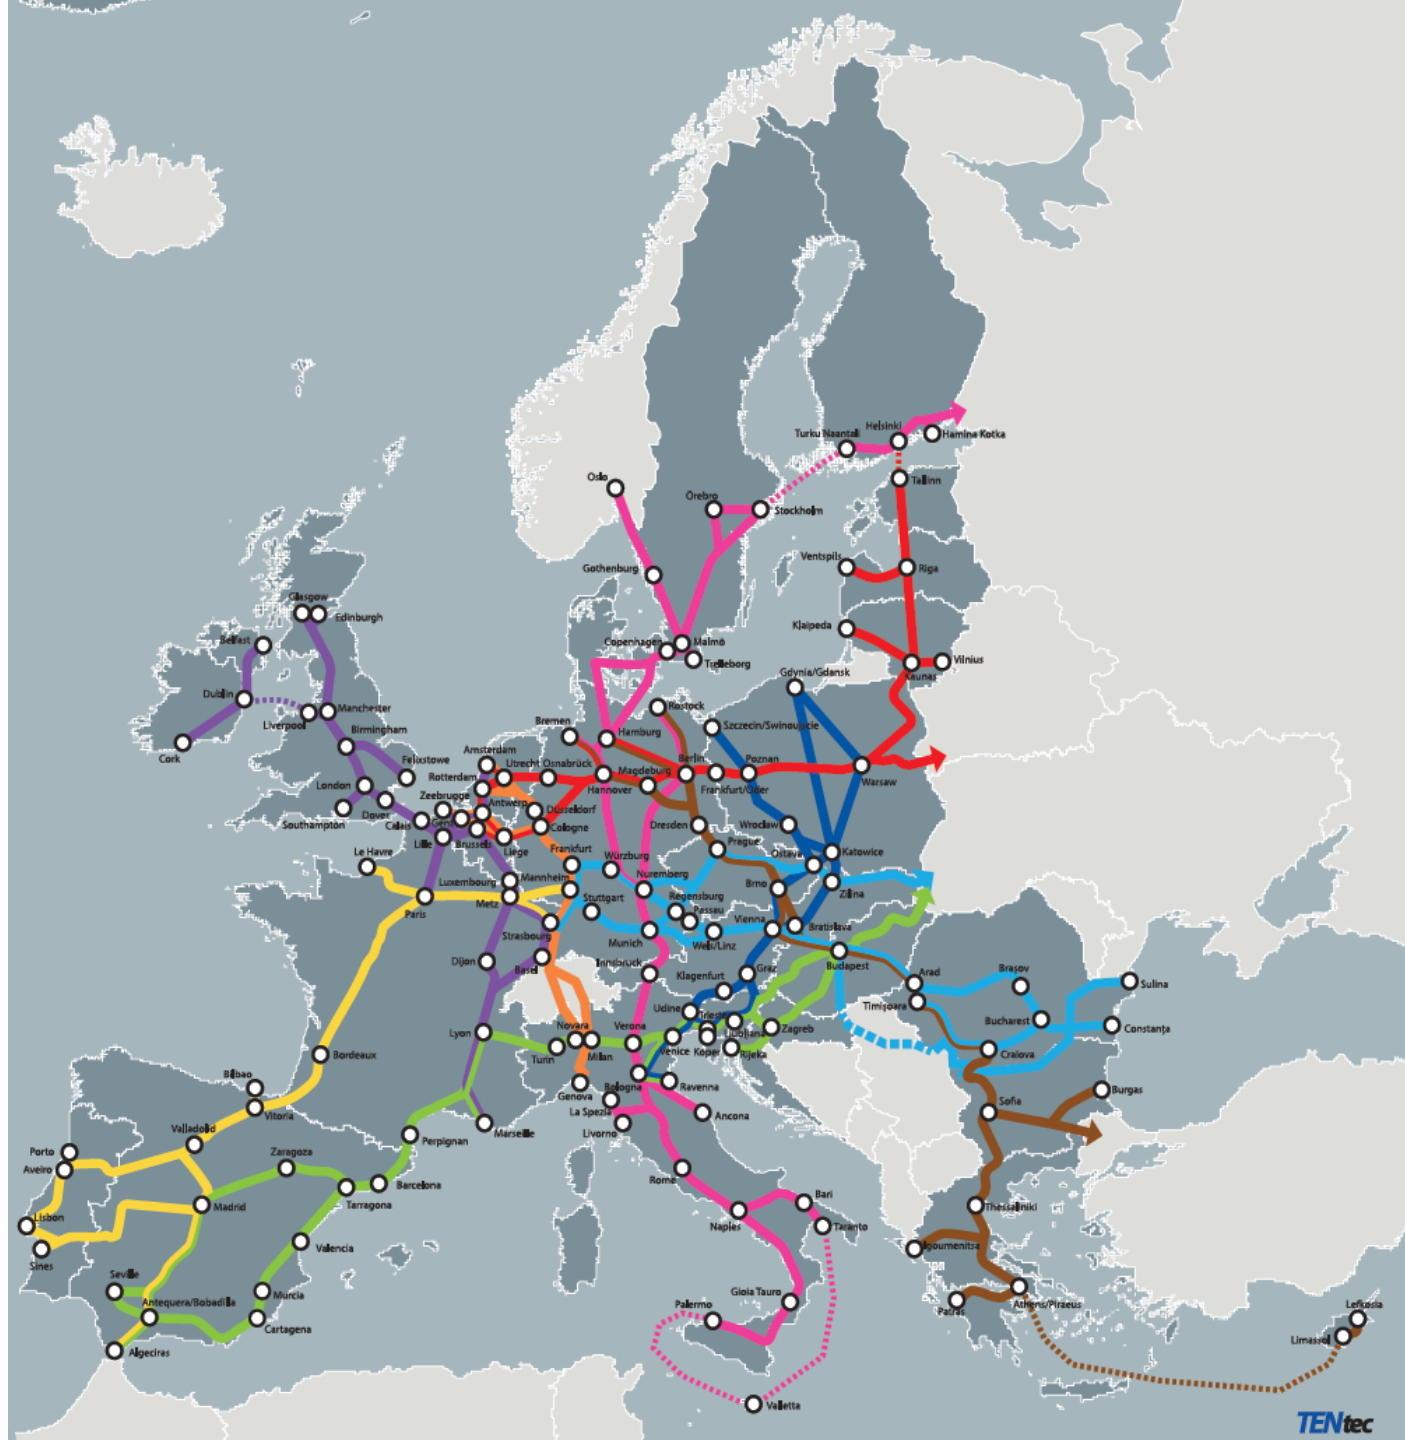 Helsinki
Turku Naantali
Hamina Kotka
Oslo
Tallinn
Örebro
Stockholm
Ventspils
Riga
Gothenburg
Glasgow
Edinburgh
Klaipeda
Belfast
Copenhagen
Malmö
Trelleborg
Vilnius
Kaunas
Gdynia/Gdansk
Dublin
Liverpool
Manchester
Rostock
Birmingham
Bremen
Hamburg
Szczecin/Swinoujscie
Cork
Amsterdam
Felixstowe
Utrecht
Osnabrück
Magdeburg
Berlin
Poznan
Rotterdam
Hannover
Frankfurt/Oder
Warsaw
London
Zeebrugge
Antwerp
Düsseldorf
Southampton
Dover
Calais
Gent
Cologne
Dresden
Wroclaw
Lille
Brussels
Liege
Prague
Le Havre
Frankfurt
Würzburg
Ostava
Katowice
Luxembourg
Mannheim
Nuremberg
Brno
Zilina
Metz
Stuttgart
Regensburg
Paris
Passau
Vienna
Bratislava
Strasbourg
Munich
Wels/Linz
Dijon
Basel
Innsbruck
Klagenfurt
Graz
Budapest
Arad
Brașov
Sulina
Timișoara
Udine
Trieste
Bucharest
Constanța
Lyon
Novara
Verona
Ljubljana
Zagreb
Turin
Milan
Venice
Koper
Rijeka
Craiova
Bordeaux
Bilbao
Genova
Bologna
Ravenna
Burgas
Vitoria
La Spezia
Ancona
Sofia
Valladolid
Marseille
Livorno
Perpignan
Porto
Aveiro
Zaragoza
Rome
Barcelona
Madrid
Tarragona
Bari
Thessaliniki
Lisbon
Naples
Taranto
Sines
Valencia
Igoumenitsa
Seville
Murcia
Gioia Tauro
Antequera/Bobadilla
Palermo
Patras
Athens/Piraeus
Lefkosia
Cartagena
Limassol
Algeciras
Valletta
TENtec